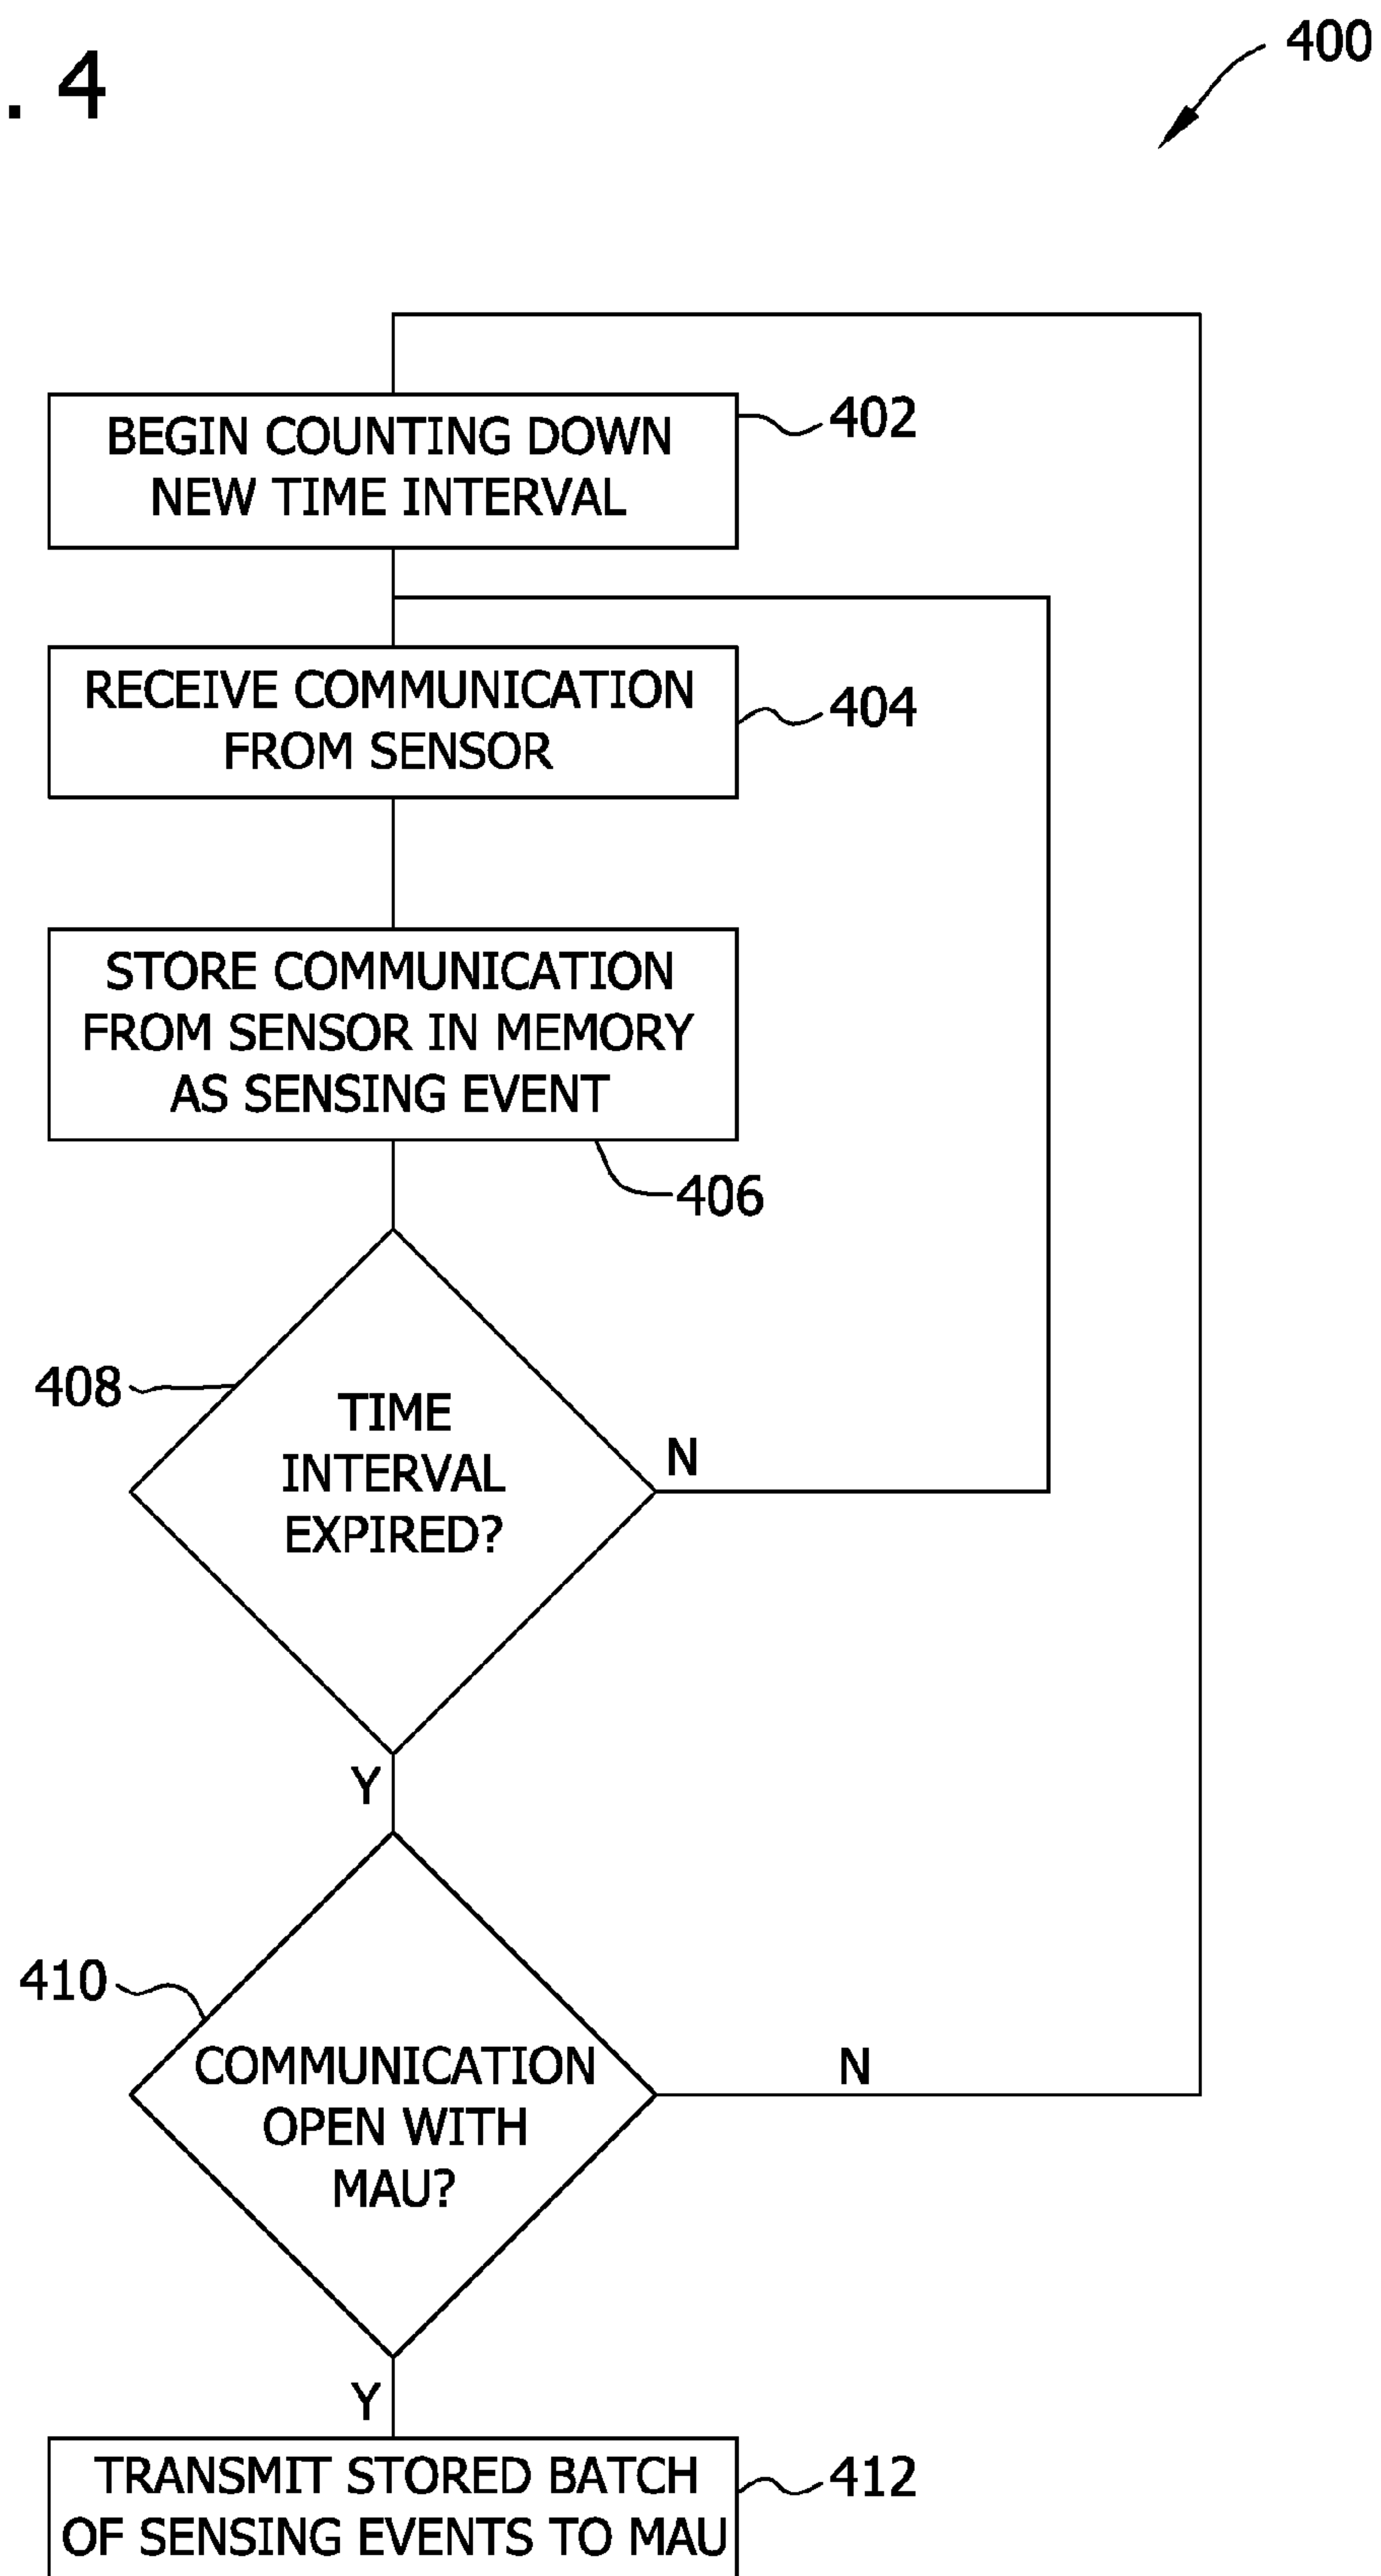 . 4
400
BEGIN COUNTING DOWN
NEW TIME INTERVAL
402
RECEIVE COMMUNICATION
FROM SENSOR
404
STORE COMMUNICATION
FROM SENSOR IN MEMORY
AS SENSING EVENT
406
408
TIME
INTERVAL
EXPIRED?
N
Y
410
COMMUNICATION
OPEN WITH
MAU?
N
Y
TRANSMIT STORED BATCH
OF SENSING EVENTS TO MAU
412